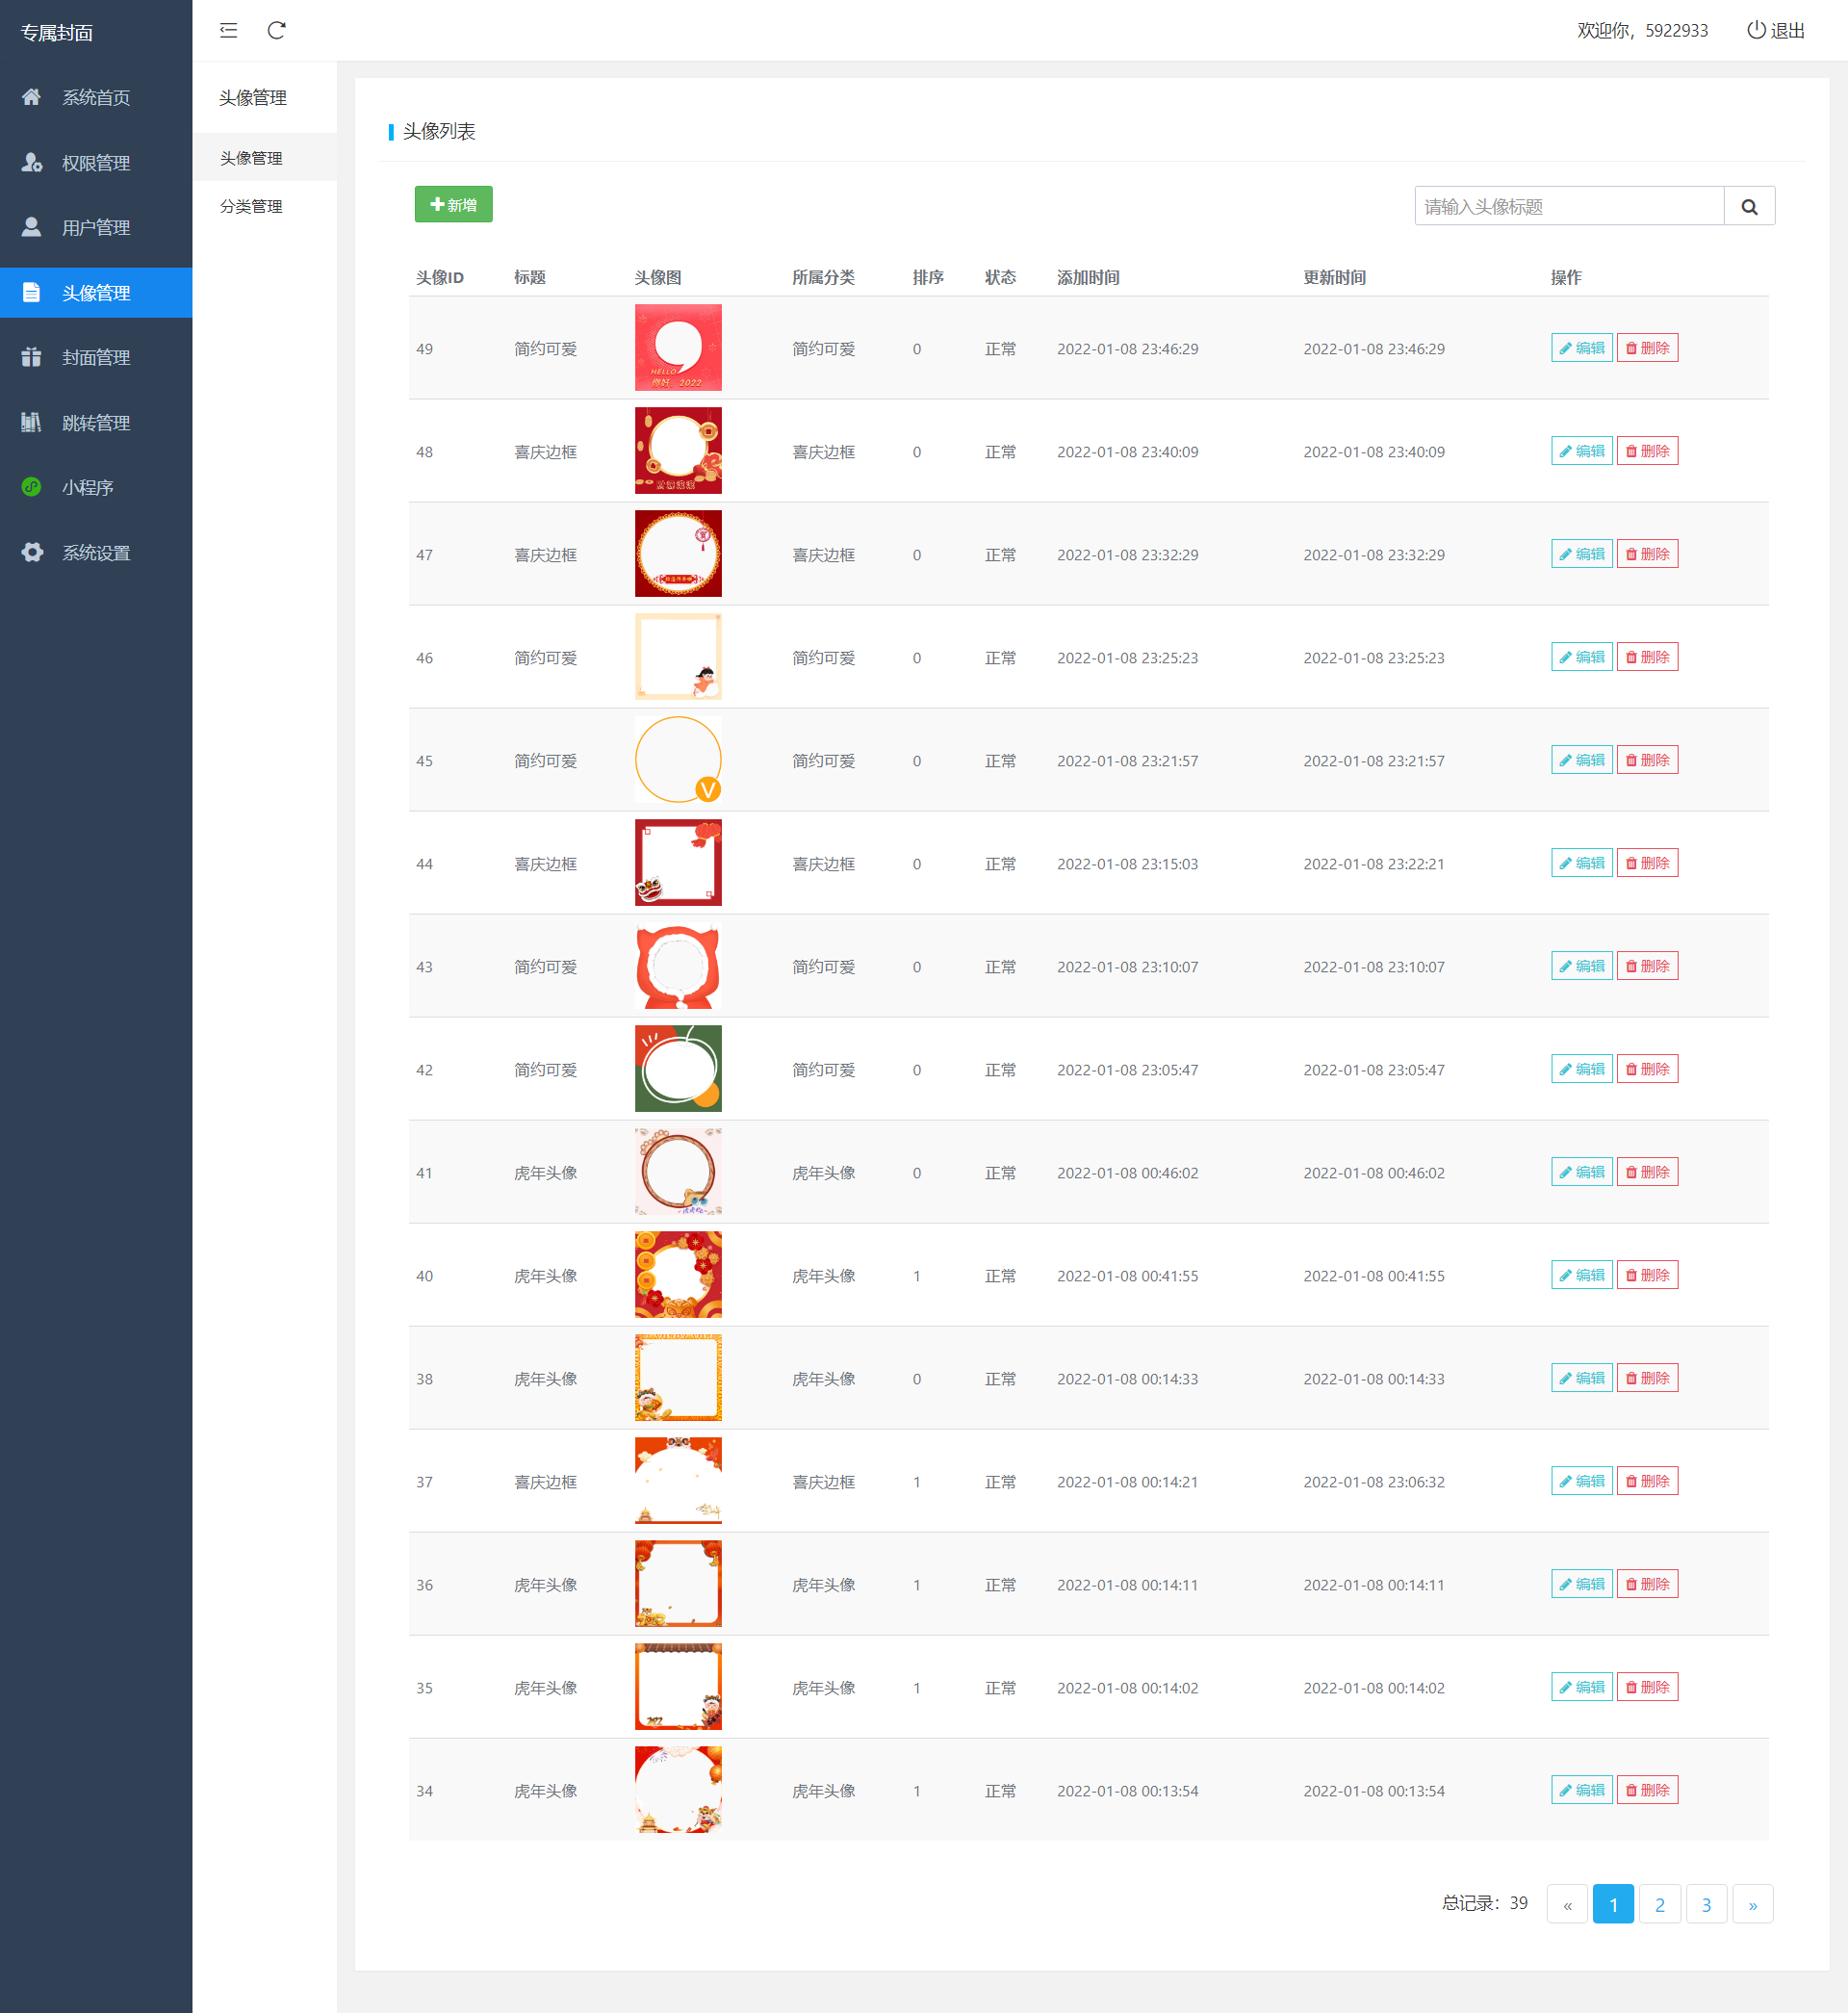 专属封面
欢迎你，5922933 退出
系统首页
权限管理
用户管理
头像管理
封面管理
跳转管理
小程序
系统设置
头像管理
头像管理
分类管理
头像列表
新增
请输入头像标题
头像ID 标题 头像图 所属分类 排序 状态 添加时间 更新时间 操作
49 简约可爱 简约可爱 0 正常 2022-01-08 23:46:29 2022-01-08 23:46:29 编辑 删除
HELLO
你好，2022
48 喜庆边框 喜庆边框 0 正常 2022-01-08 23:40:09 2022-01-08 23:40:09 编辑 删除
47 喜庆边框 喜庆边框 0 正常 2022-01-08 23:32:29 2022-01-08 23:32:29 编辑 删除
46 简约可爱 简约可爱 0 正常 2022-01-08 23:25:23 2022-01-08 23:25:23 编辑 删除
45 简约可爱 V 简约可爱 0 正常 2022-01-08 23:21:57 2022-01-08 23:21:57 编辑 删除
44 喜庆边框 喜庆边框 0 正常 2022-01-08 23:15:03 2022-01-08 23:22:21 编辑 删除
43 简约可爱 简约可爱 0 正常 2022-01-08 23:10:07 2022-01-08 23:10:07 编辑 删除
42 简约可爱 简约可爱 0 正常 2022-01-08 23:05:47 2022-01-08 23:05:47 编辑 删除
41 虎年头像 虎年头像 0 正常 2022-01-08 00:46:02 2022-01-08 00:46:02 编辑 删除
40 虎年头像 虎年头像 1 正常 2022-01-08 00:41:55 2022-01-08 00:41:55 编辑 删除
38 虎年头像 虎年头像 0 正常 2022-01-08 00:14:33 2022-01-08 00:14:33 编辑 删除
37 喜庆边框 喜庆边框 1 正常 2022-01-08 00:14:21 2022-01-08 23:06:32 编辑 删除
36 虎年头像 虎年头像 1 正常 2022-01-08 00:14:11 2022-01-08 00:14:11 编辑 删除
35 虎年头像 虎年头像 1 正常 2022-01-08 00:14:02 2022-01-08 00:14:02 编辑 删除
34 虎年头像 虎年头像 1 正常 2022-01-08 00:13:54 2022-01-08 00:13:54 编辑 删除
总记录：39 « 1 2 3 »